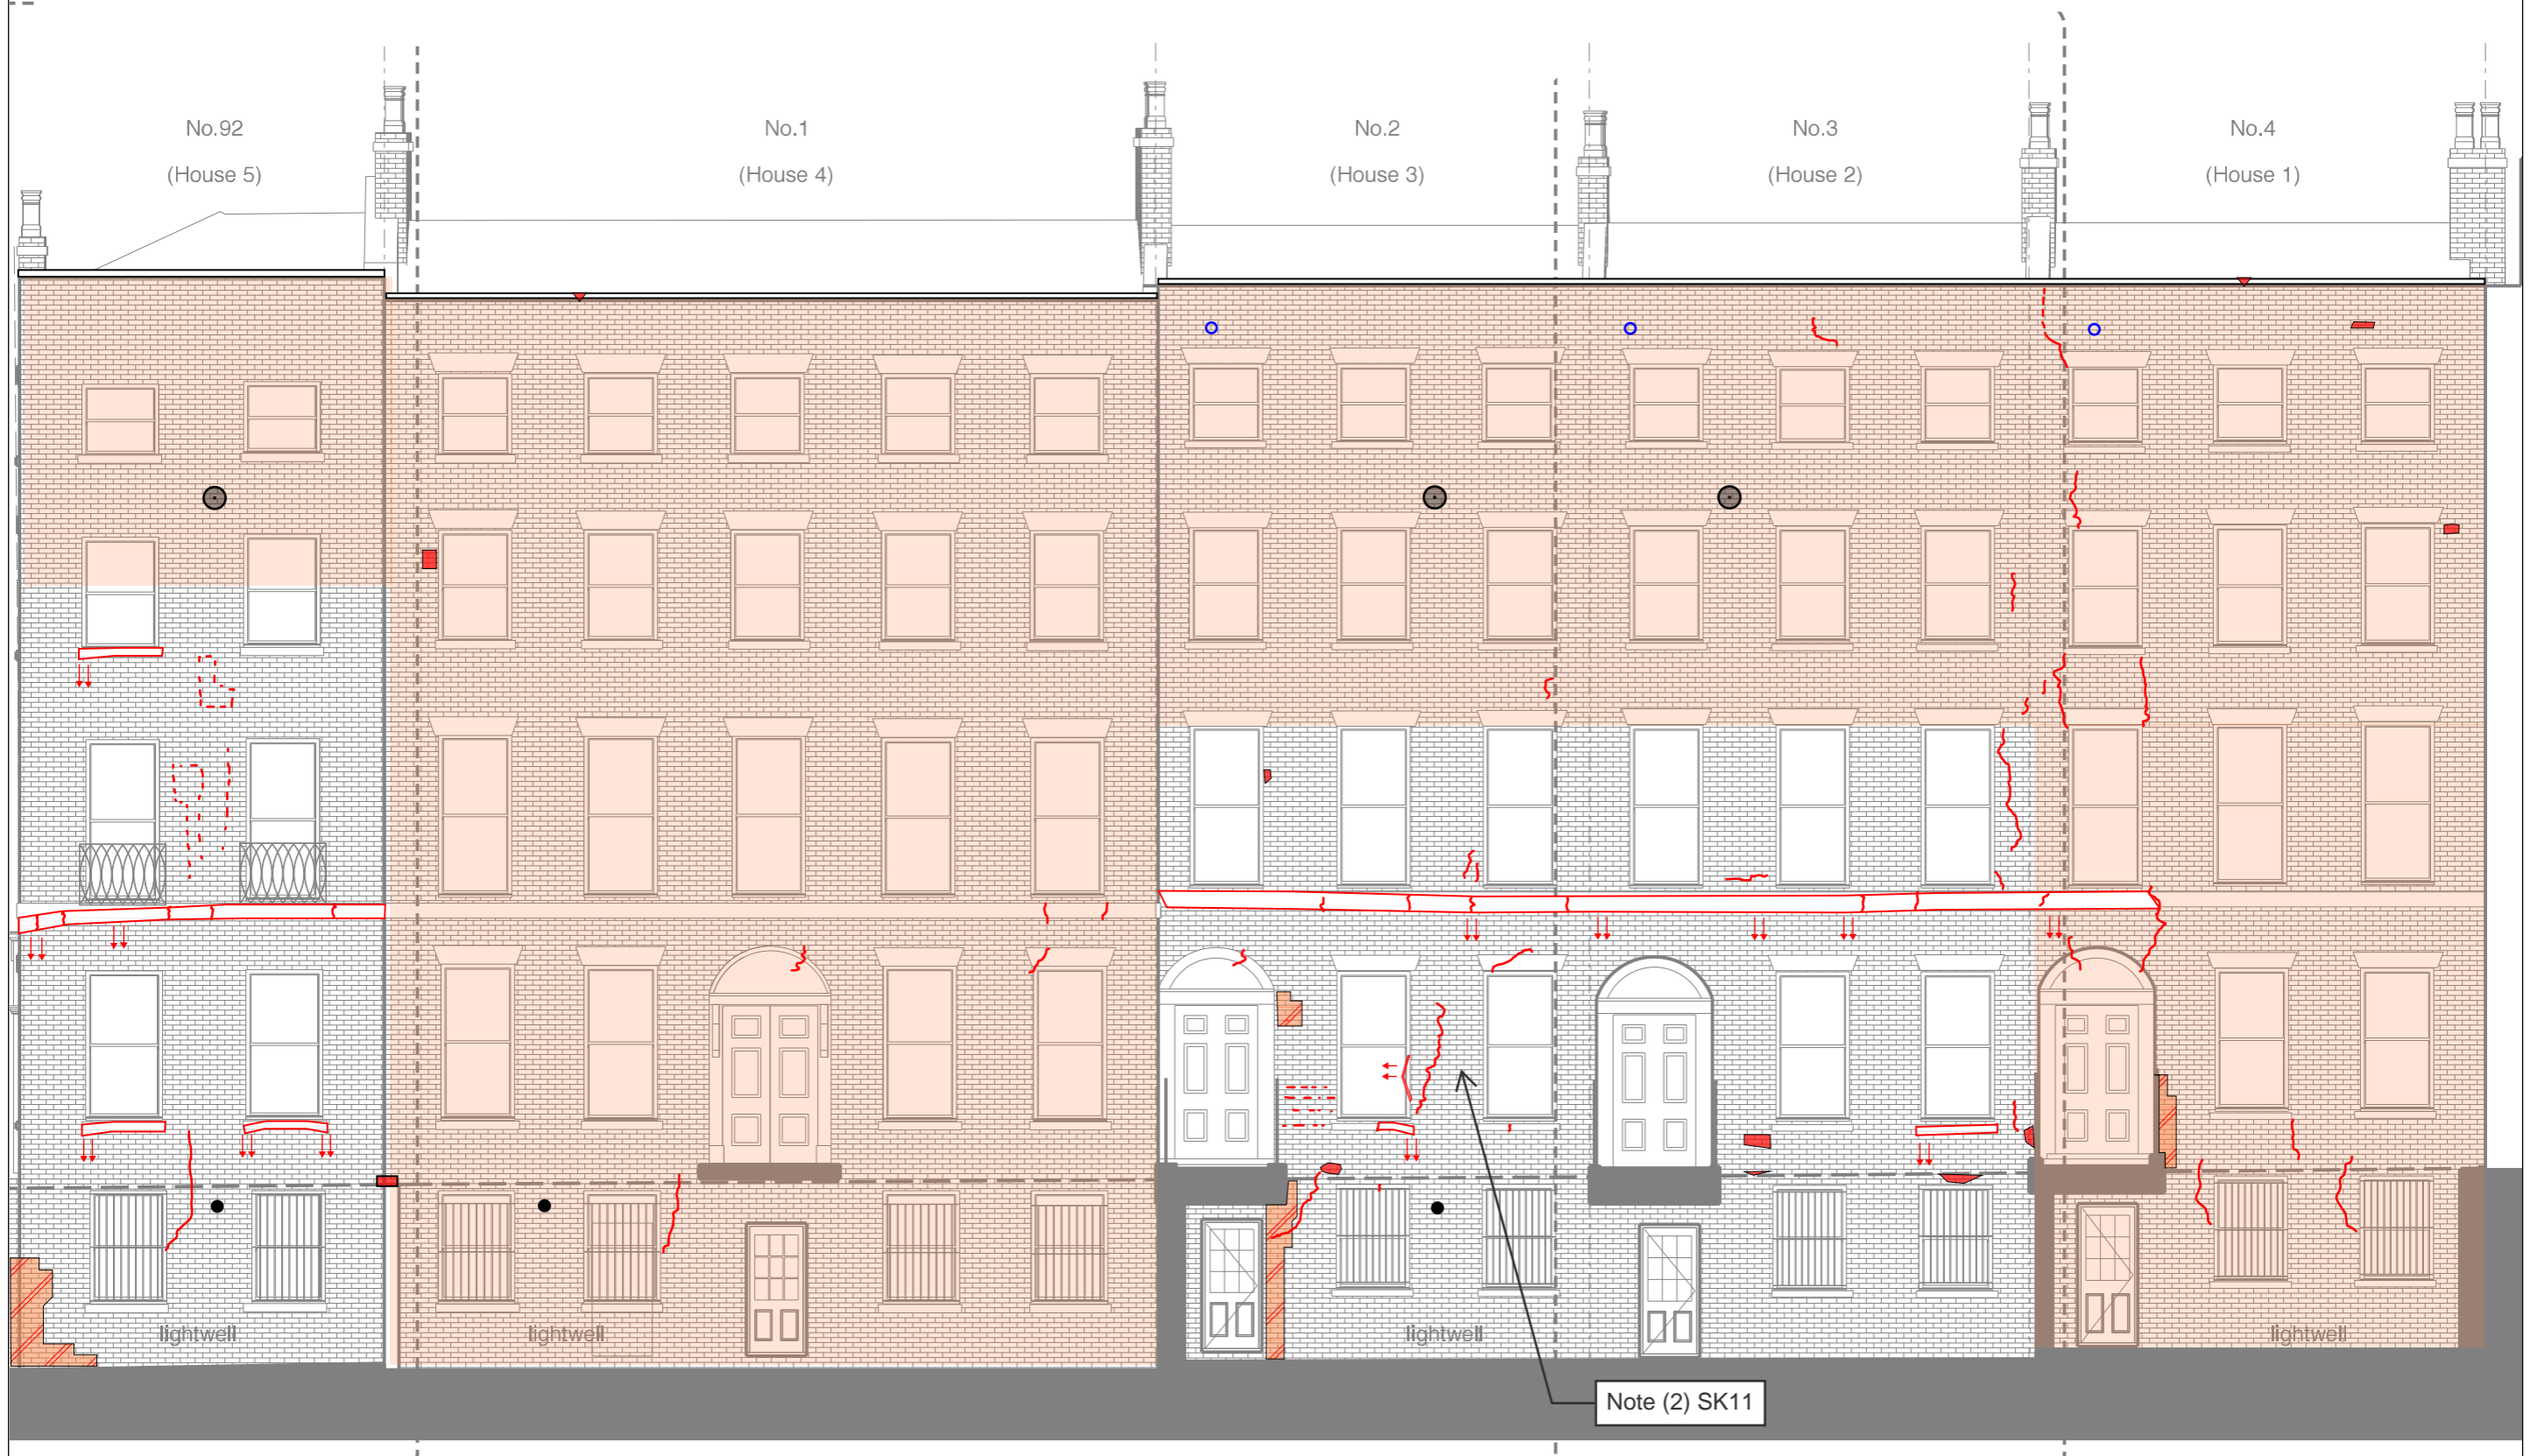 No.92
(House 5)
No.1
(House 4)
No.2
(House 3)
No.3
(House 2)
No.4
(House 1)
lightwell
lightwell
lightwell
lightwell
Note (2) SK11